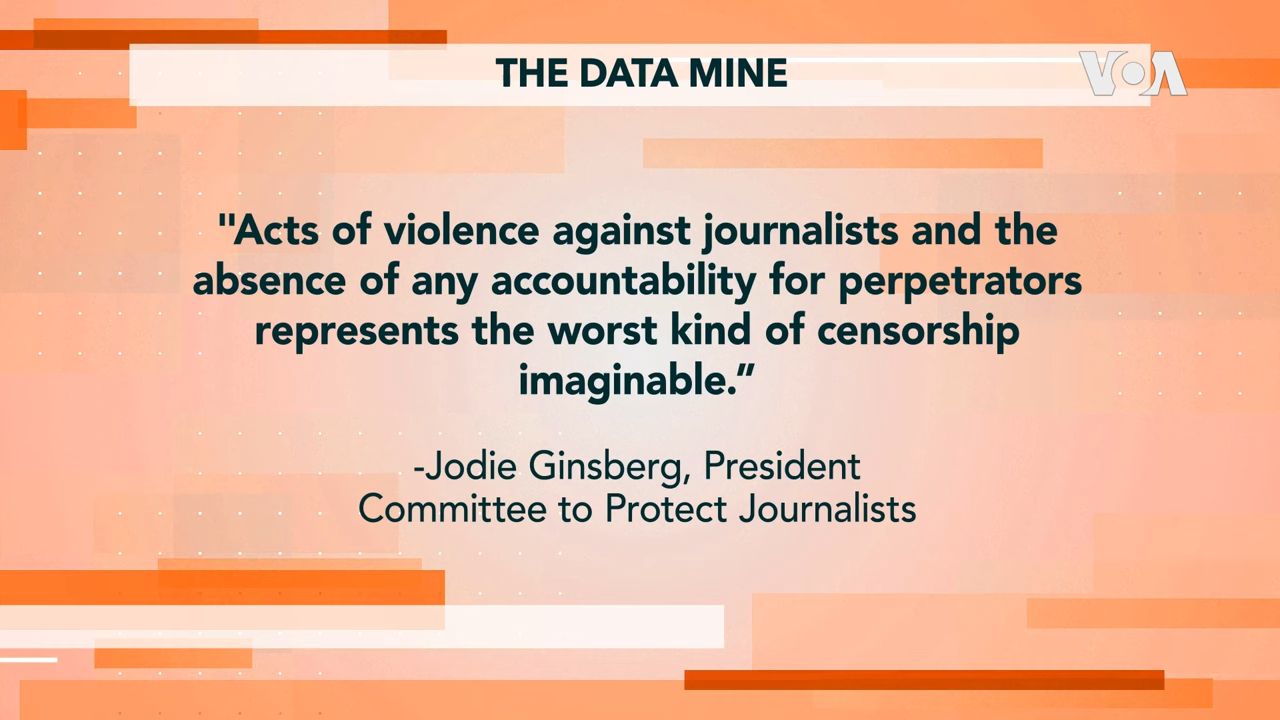 THE DATA MINE
VOA
"Acts of violence against journalists and the
absence of any accountability for perpetrators
represents the worst kind of censorship
imaginable.”
-Jodie Ginsberg, President
Committee to Protect Journalists